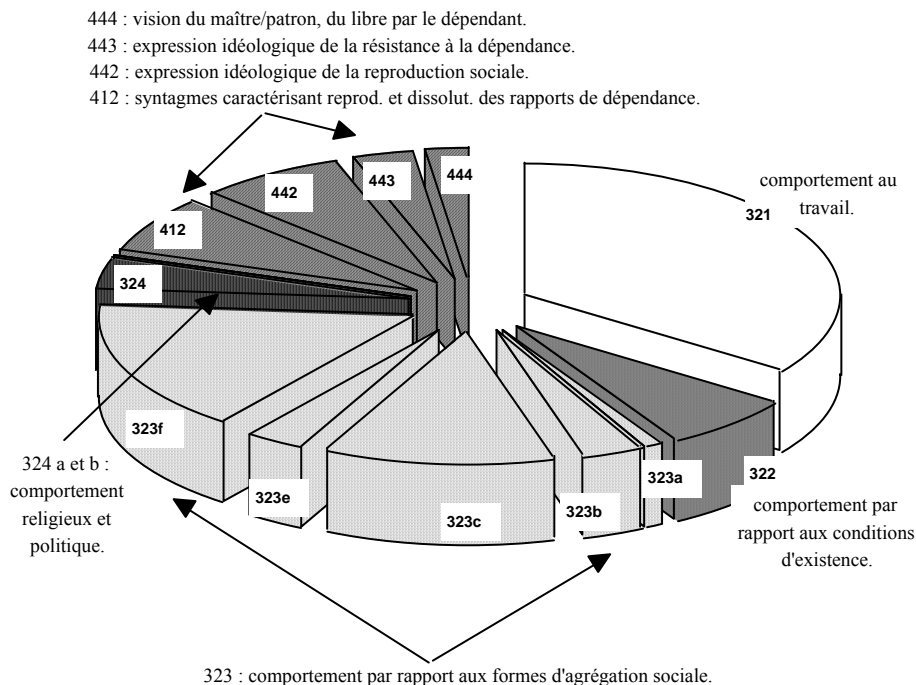 444 : vision du maître/patron, du libre par le dépendant.
443 : expression idéologique de la résistance à la dépendance.
442 : expression idéologique de la reproduction sociale.
412 : syntagmes caractérisant reprod. et dissolut. des rapports de dépendance.
444
443
442
412
324
321
comportement au
travail.
323f
323e
323c
323b
323a
322
324 a et b :
comportement
religieux et
politique.
comportement par
rapport aux conditions
d'existence.
323 : comportement par rapport aux formes d'agrégation sociale.